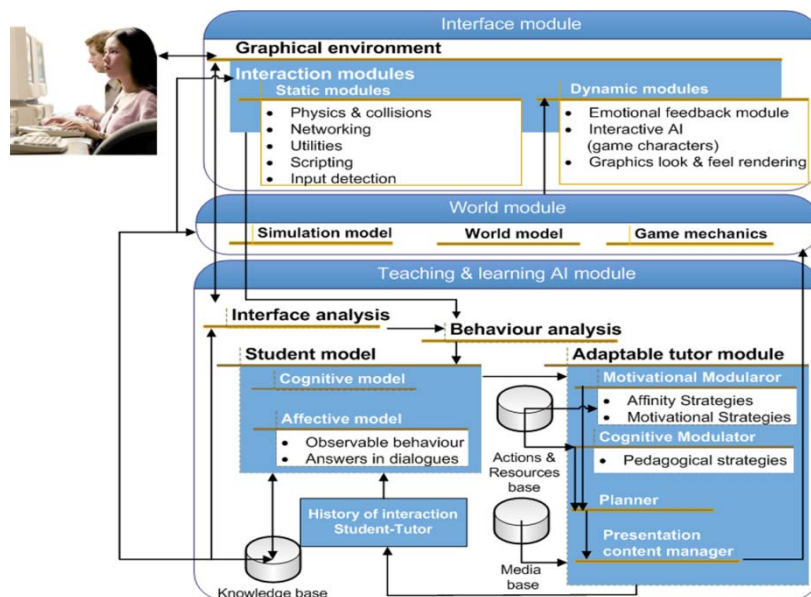 Interface module
Graphical environment
Interaction modules
Static modules
• Physics & collisions
• Networking
• Utilities
• Scripting
• Input detection
Dynamic modules
• Emotional feedback module
• Interactive AI
(game characters)
• Graphics look & feel rendering
World module
Simulation model
World model
Game mechanics
Teaching & learning AI module
Interface analysis
Behaviour analysis
Student model
Cognitive model
Affective model
• Observable behaviour
• Answers in dialogues
History of interaction
Student-Tutor
Knowledge base
Actions &
Resources
base
Media
base
Adaptable tutor module
Motivational Modularor
• Affinity Strategies
• Motivational Strategies
Cognitive Modulator
• Pedagogical strategies
Planner
Presentation
content manager